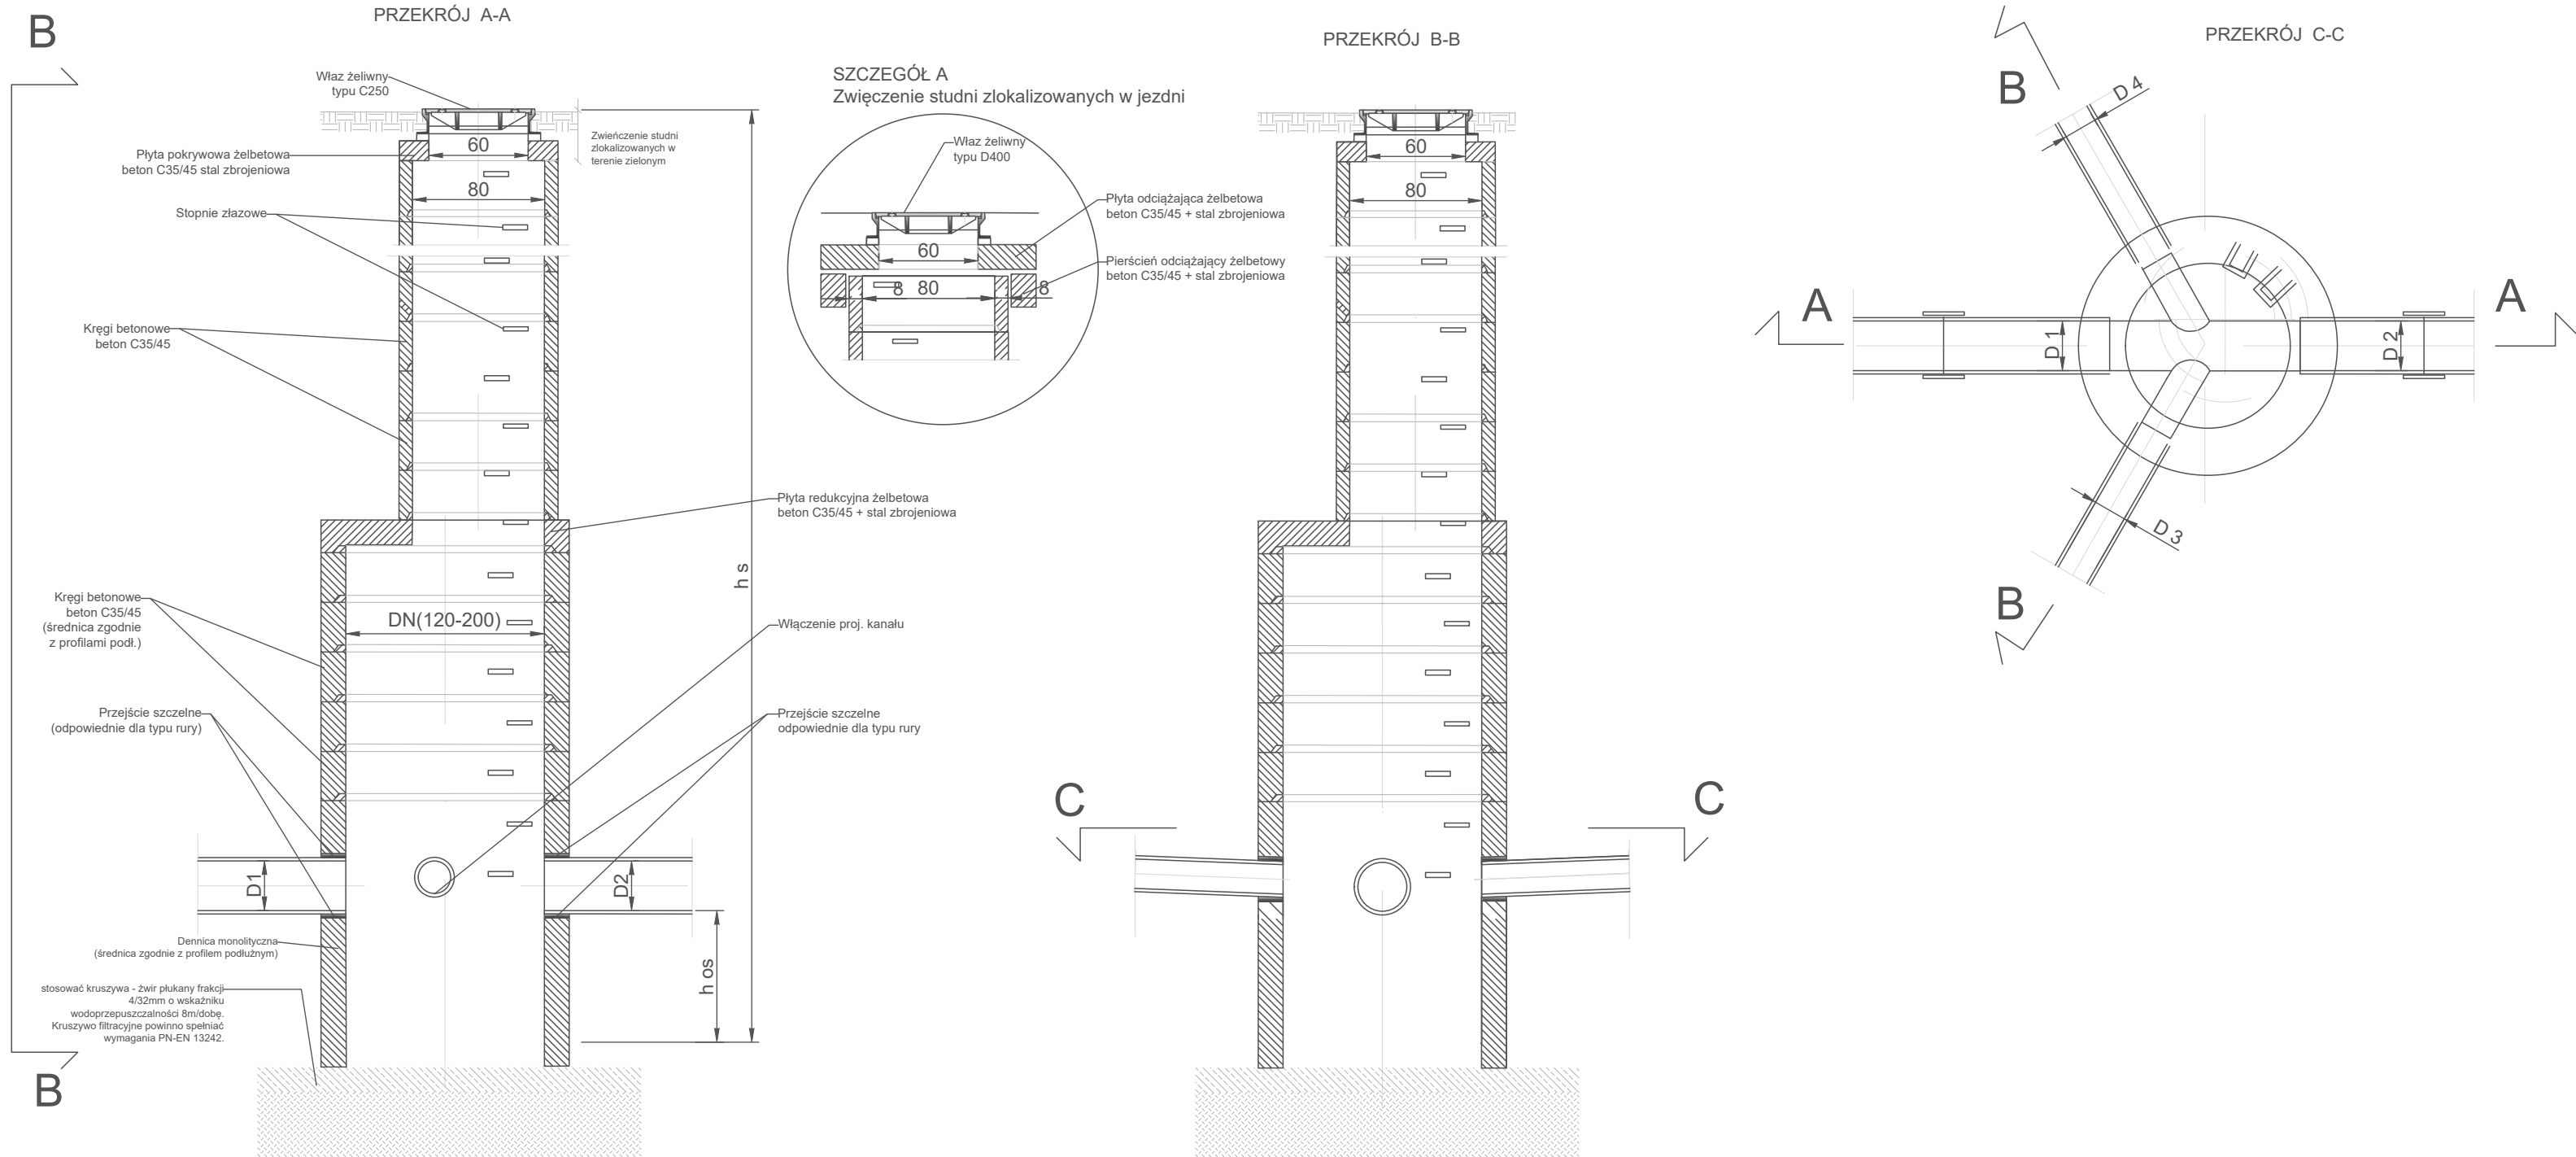 PRZEKRÓJ A-A
B
Właz żeliwny
typu C250
60
80
Zwieńczenie studni
zlokalizowanych w
terenie zielonym
Płyta pokrywowa żelbetowa
beton C35/45 stal zbrojeniowa
Stopnie złazowe
Kręgi betonowe
beton C35/45
Płyta redukcyjna żelbetowa
beton C35/45 + stal zbrojeniowa
h s
Kręgi betonowe
beton C35/45
(średnica zgodnie
z profilami podł.)
DN(120-200)
Włączenie proj. kanału
Przejście szczelne
(odpowiednie dla typu rury)
Przejście szczelne
odpowiednie dla typu rury
D1
D2
Dennica monolityczna
(średnica zgodnie z profilem podłużnym)
h os
stosować kruszywa - żwir płukany frakcji
4/32mm o wskaźniku
wodoprzepuszczalności 8m/dobę.
Kruszywo filtracyjne powinno spełniać
wymagania PN-EN 13242.
B
SZCZEGÓŁ A
Zwięczenie studni zlokalizowanych w jezdni
Właz żeliwny
typu D400
60
8
80
8
Płyta odciążająca żelbetowa
beton C35/45 + stal zbrojeniowa
Pierścień odciążający żelbetowy
beton C35/45 + stal zbrojeniowa
PRZEKRÓJ B-B
60
80
C
C
PRZEKRÓJ C-C
B
D 4
A
D 1
D 2
A
D 3
B